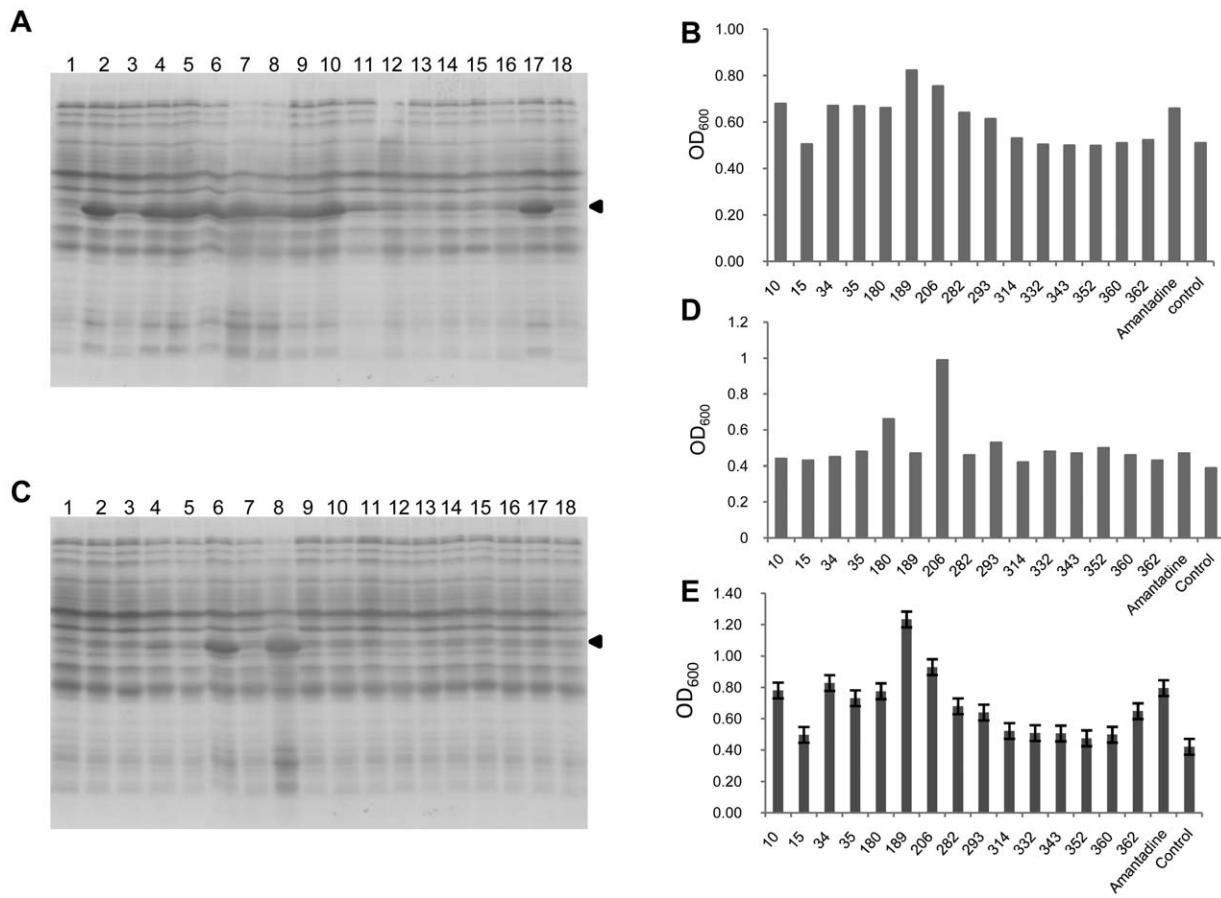 A
1 2 3 4 5 6 7 8 9 10 11 12 13 14 15 16 17 18
B
OD600
1.00
0.80
0.60
0.40
0.20
0.00
10 15 34 35 180 189 206 282 293 314 332 343 352 360 362 Amantadine control
C
1 2 3 4 5 6 7 8 9 10 11 12 13 14 15 16 17 18
D
OD600
1.2
1
0.8
0.6
0.4
0.2
0
10 15 34 35 180 189 206 282 293 314 332 343 352 360 362 Amantadine Control
E
OD600
1.40
1.20
1.00
0.80
0.60
0.40
0.20
0.00
10 15 34 35 180 189 206 282 293 314 332 343 352 360 362 Amantadine Control